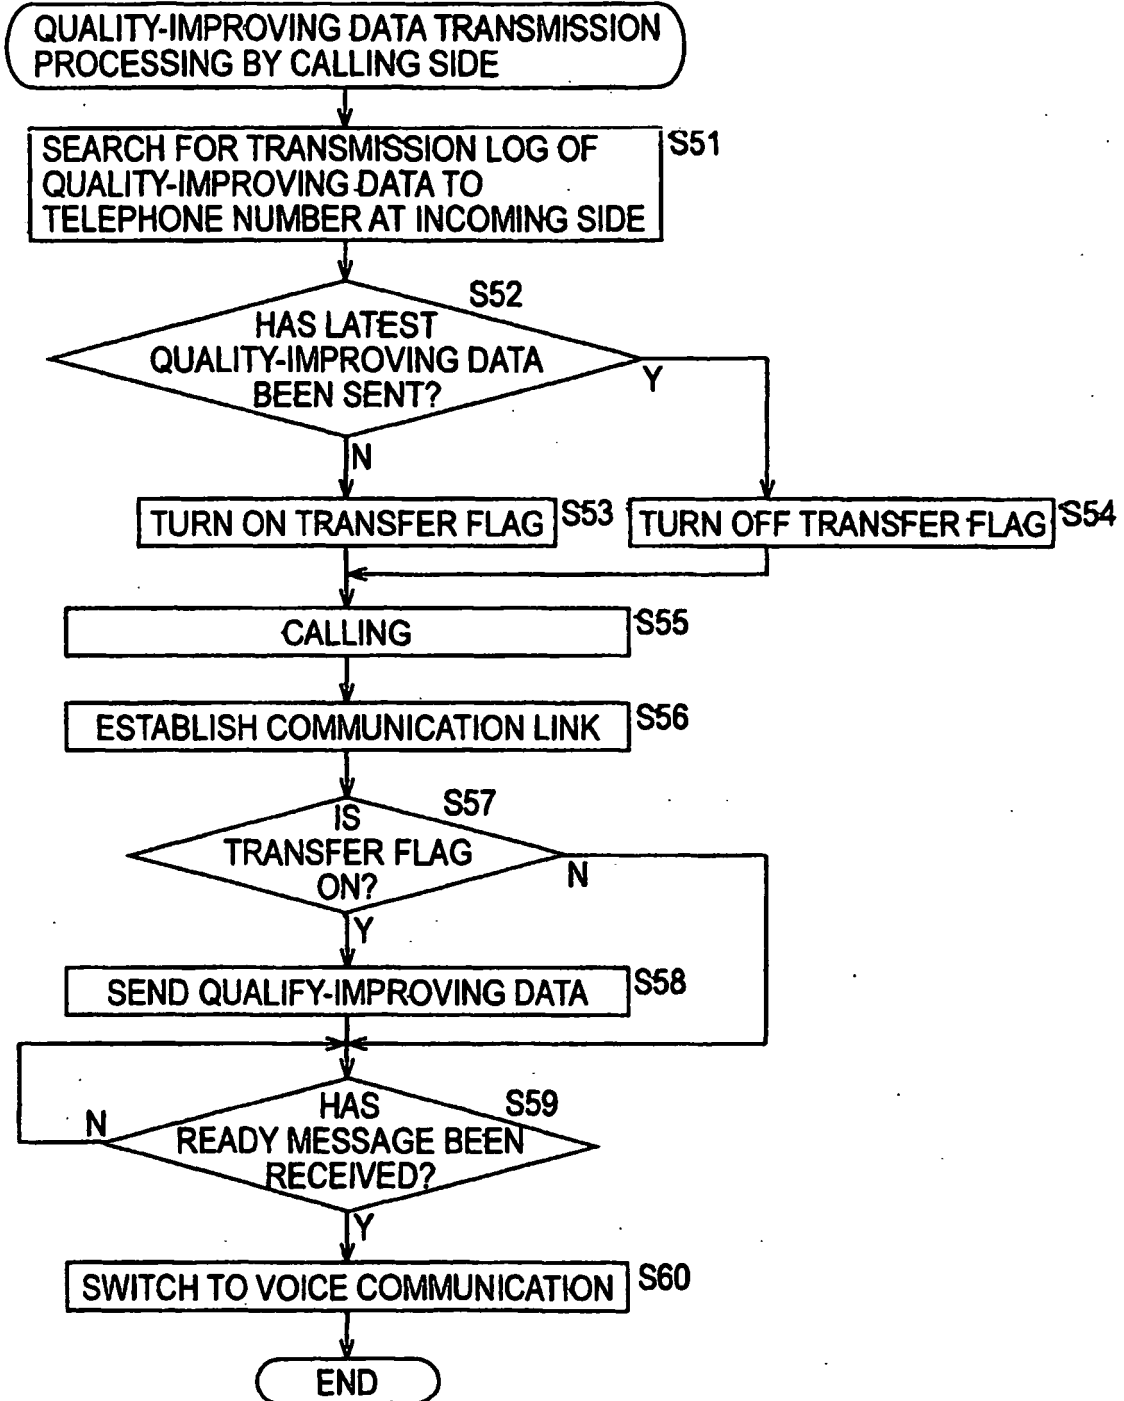 QUALITY-IMPROVING DATA TRANSMISSION
PROCESSING BY CALLING SIDE
SEARCH FOR TRANSMISSION LOG OF
QUALITY-IMPROVING DATA TO
TELEPHONE NUMBER AT INCOMING SIDE
S51
S52
HAS LATEST
QUALITY-IMPROVING DATA
BEEN SENT?
Y
N
TURN ON TRANSFER FLAG
S53
TURN OFF TRANSFER FLAG
S54
CALLING
S55
ESTABLISH COMMUNICATION LINK
S56
S57
IS
TRANSFER FLAG
ON?
N
Y
SEND QUALIFY-IMPROVING DATA
S58
S59
HAS
READY MESSAGE BEEN
RECEIVED?
N
Y
SWITCH TO VOICE COMMUNICATION
S60
END